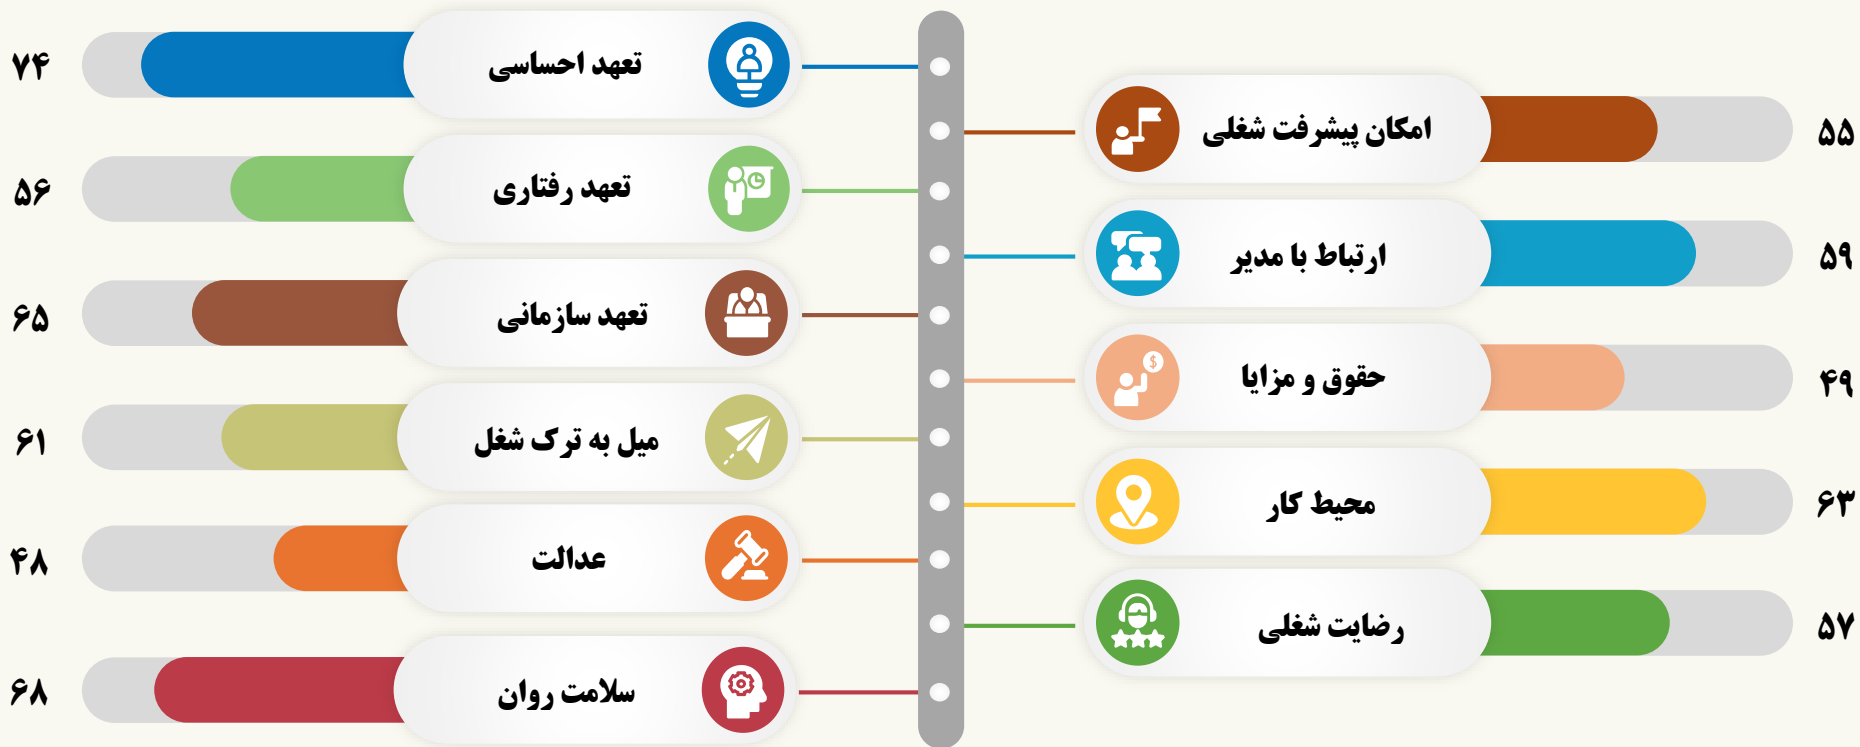 امکان پیشرفت شغلی
۵۵
ارتباط با مدیر
۵۹
حقوق و مزایا
۴۹
محیط کار
۶۳
رضایت شغلی
۵۷
تعهد احساسی
۷۴
تعهد رفتاری
۵۶
تعهد سازمانی
۶۵
میل به ترک شغل
۶۱
عدالت
۴۸
سلامت روان
۶۸